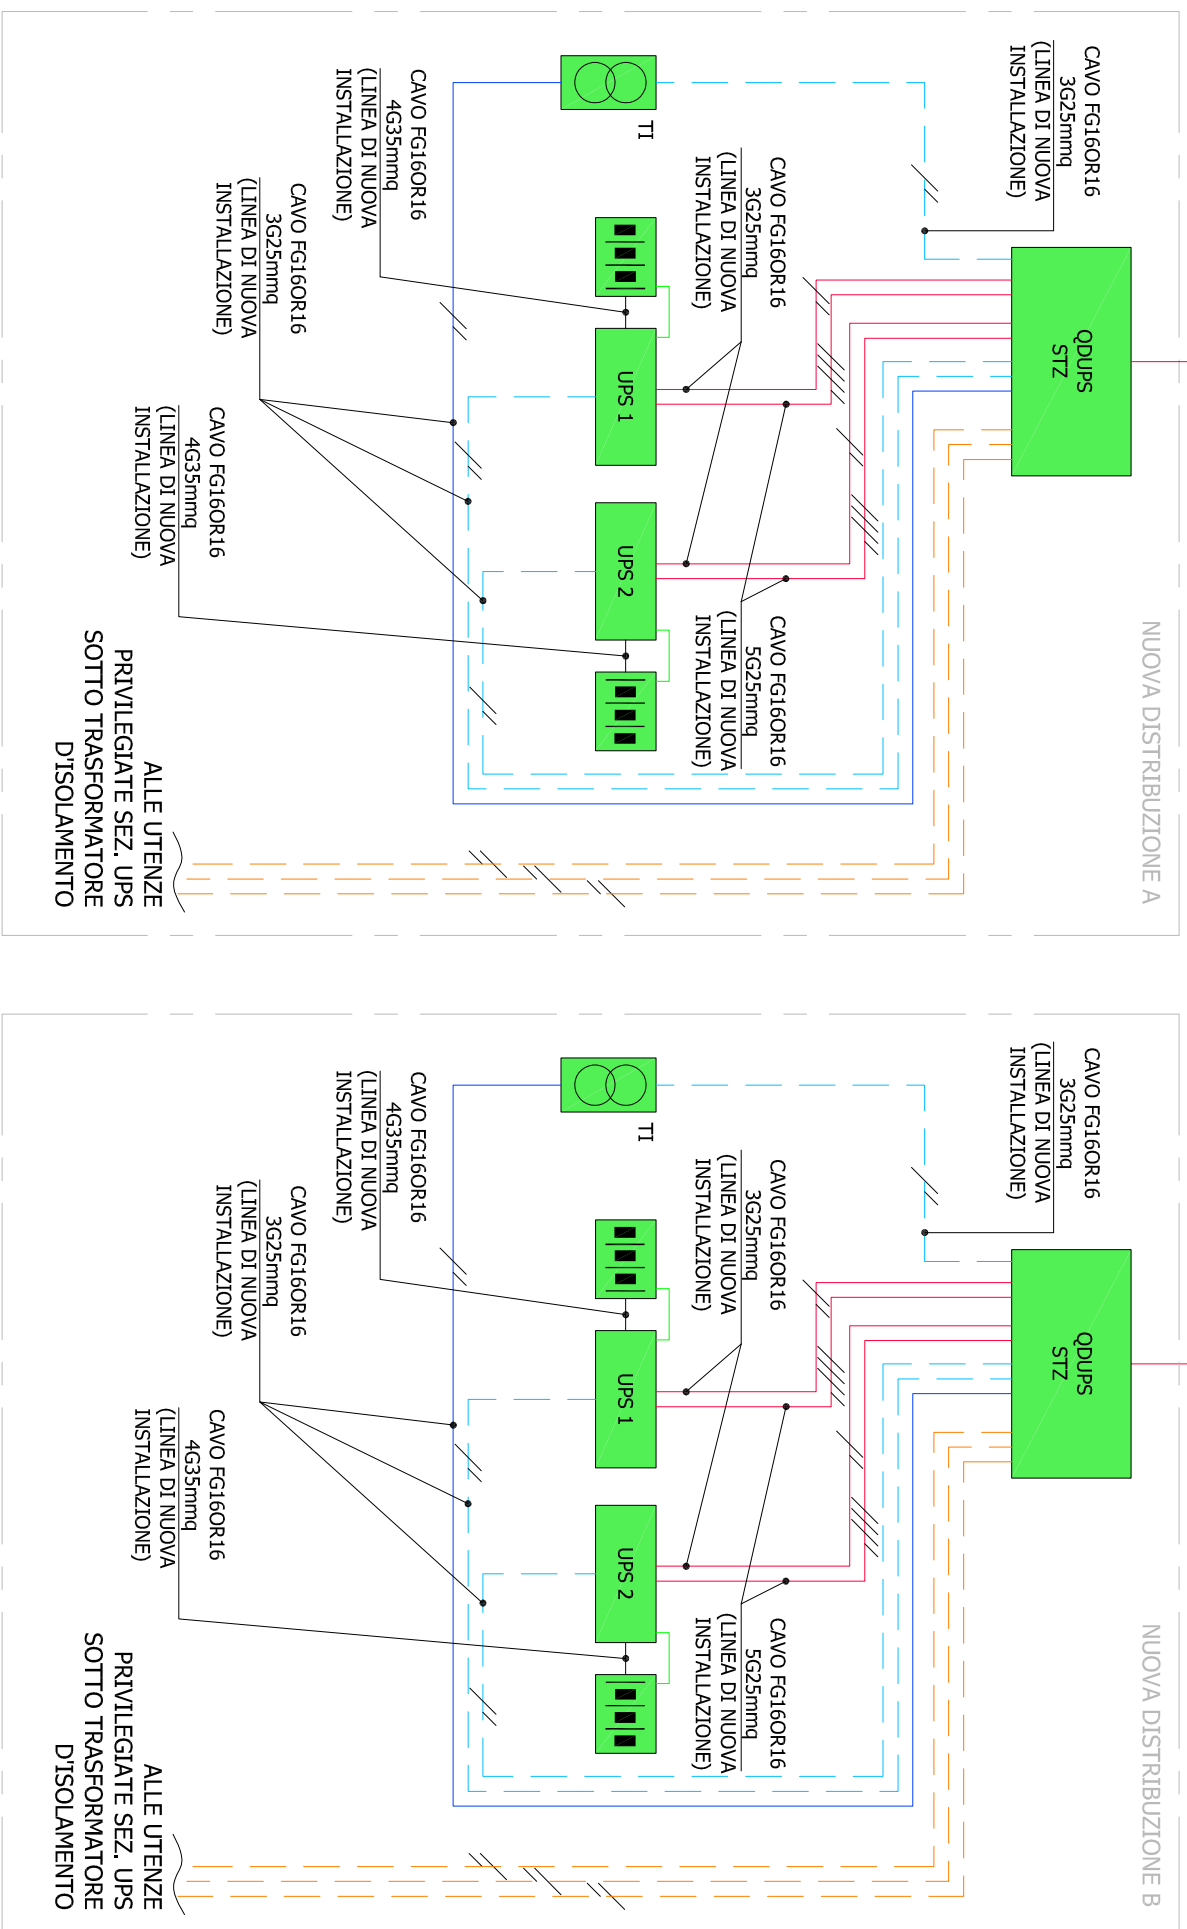 NUOVA DISTRIBUZIONE A
CAVO FG16OR16
3G25mmq
(LINEA DI NUOVA
INSTALLAZIONE)
QDUPS
STZ
TI
CAVO FG16OR16
3G25mmq
(LINEA DI NUOVA
INSTALLAZIONE)
CAVO FG16OR16
5G25mmq
(LINEA DI NUOVA
INSTALLAZIONE)
UPS 1
UPS 2
CAVO FG16OR16
4G35mmq
(LINEA DI NUOVA
INSTALLAZIONE)
CAVO FG16OR16
3G25mmq
(LINEA DI NUOVA
INSTALLAZIONE)
CAVO FG16OR16
4G35mmq
(LINEA DI NUOVA
INSTALLAZIONE)
ALLE UTENZE
PRIVILEGIATE SEZ. UPS
SOTTO TRASFORMATORE
D'ISOLAMENTO
NUOVA DISTRIBUZIONE B
CAVO FG16OR16
3G25mmq
(LINEA DI NUOVA
INSTALLAZIONE)
QDUPS
STZ
TI
CAVO FG16OR16
3G25mmq
(LINEA DI NUOVA
INSTALLAZIONE)
CAVO FG16OR16
5G25mmq
(LINEA DI NUOVA
INSTALLAZIONE)
UPS 1
UPS 2
CAVO FG16OR16
4G35mmq
(LINEA DI NUOVA
INSTALLAZIONE)
CAVO FG16OR16
3G25mmq
(LINEA DI NUOVA
INSTALLAZIONE)
CAVO FG16OR16
4G35mmq
(LINEA DI NUOVA
INSTALLAZIONE)
ALLE UTENZE
PRIVILEGIATE SEZ. UPS
SOTTO TRASFORMATORE
D'ISOLAMENTO